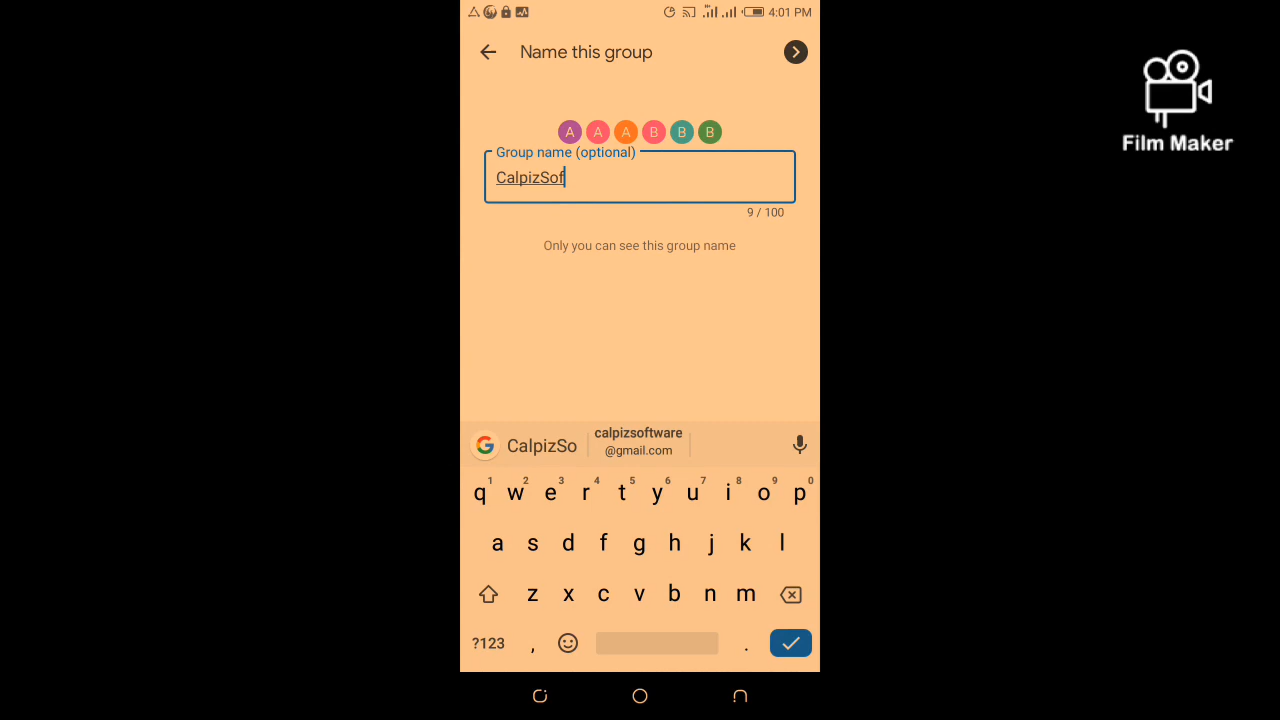 4:01 PM
Name this group
A A A B B B
Group name (optional)
CalpizSof
9 / 100
Only you can see this group name
CalpizSo
calpizsoftware
@gmail.com
1 2 3 4 5 6 7 8 9 0
q w e r t y u i o p
a s d f g h j k l
z x c v b n m
?123 , .
Film Maker